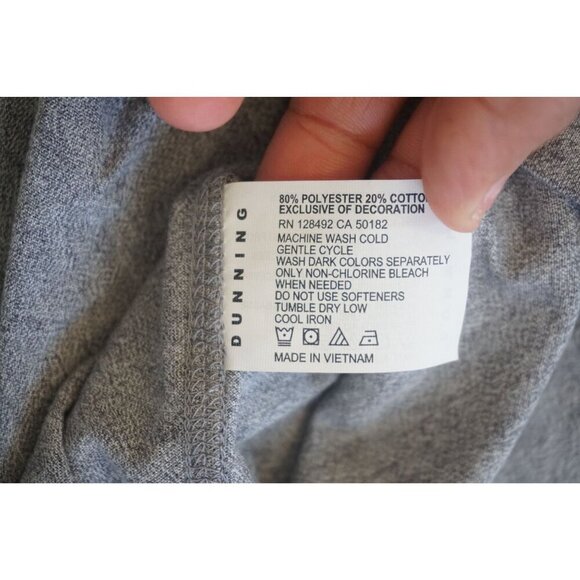 DUNNING
80% POLYESTER 20% COTTO
EXCLUSIVE OF DECORATION
RN 128492 CA 50182
MACHINE WASH COLD
GENTLE CYCLE
WASH DARK COLORS SEPARATELY
ONLY NON-CHLORINE BLEACH
WHEN NEEDED
DO NOT USE SOFTENERS
TUMBLE DRY LOW
COOL IRON
MADE IN VIETNAM